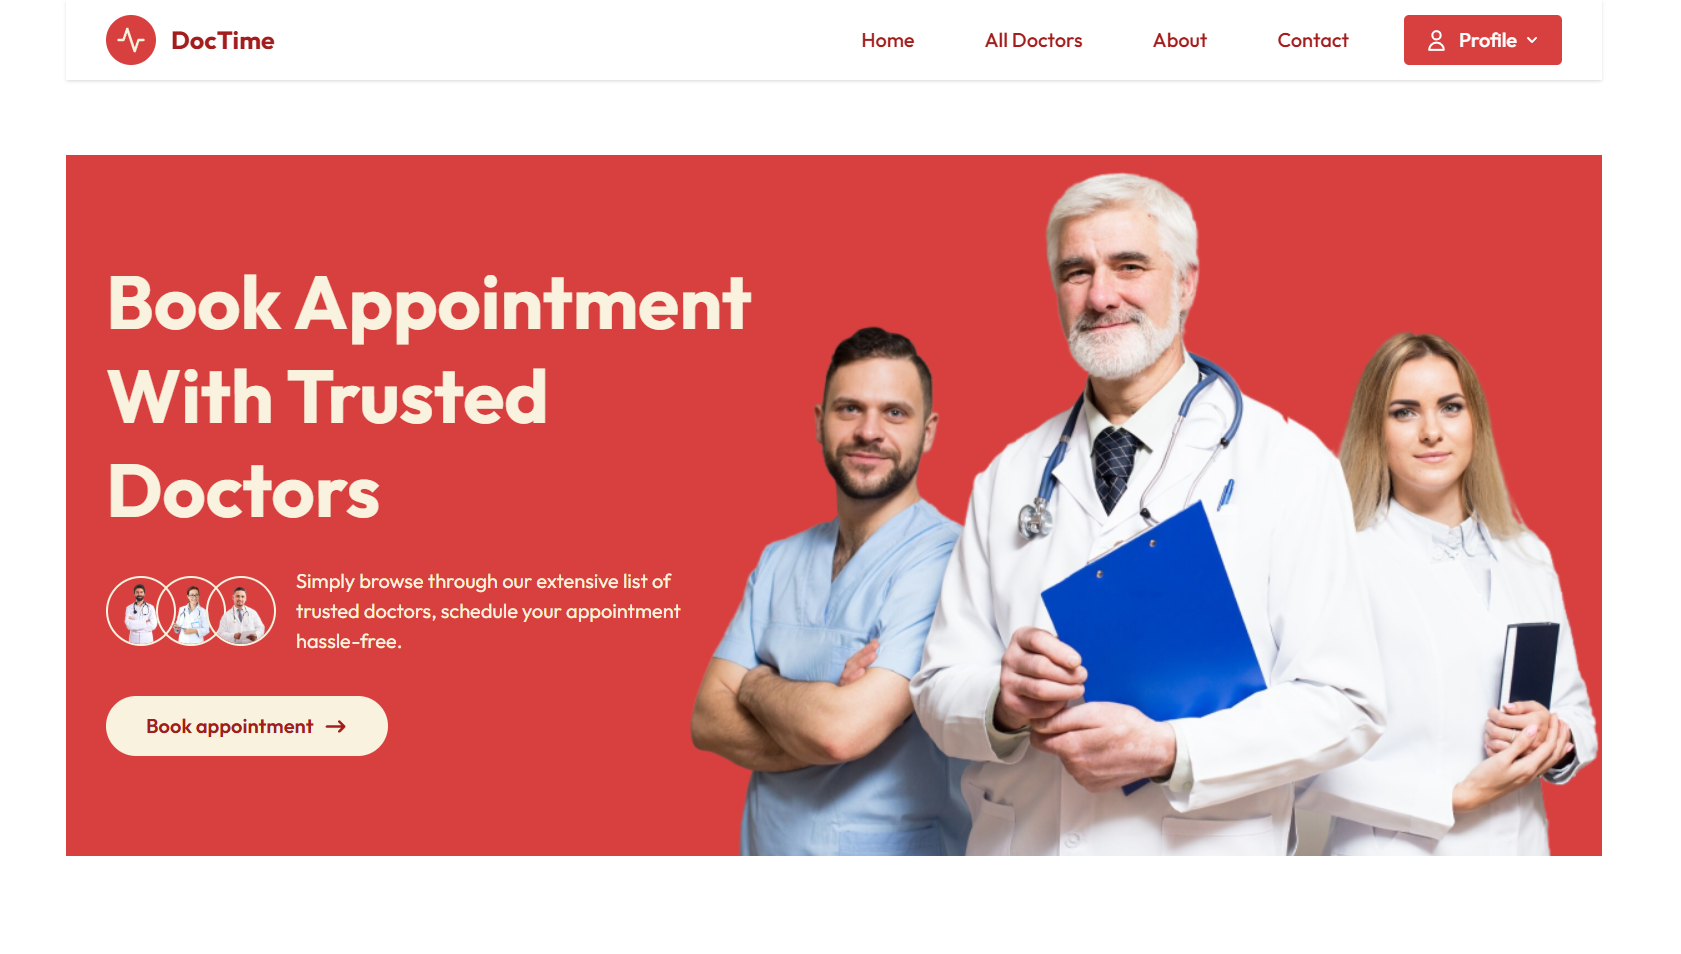 DocTime
Home
All Doctors
About
Contact
Profile
Book Appointment
With Trusted
Doctors
Simply browse through our extensive list of
trusted doctors, schedule your appointment
hassle-free.
Book appointment